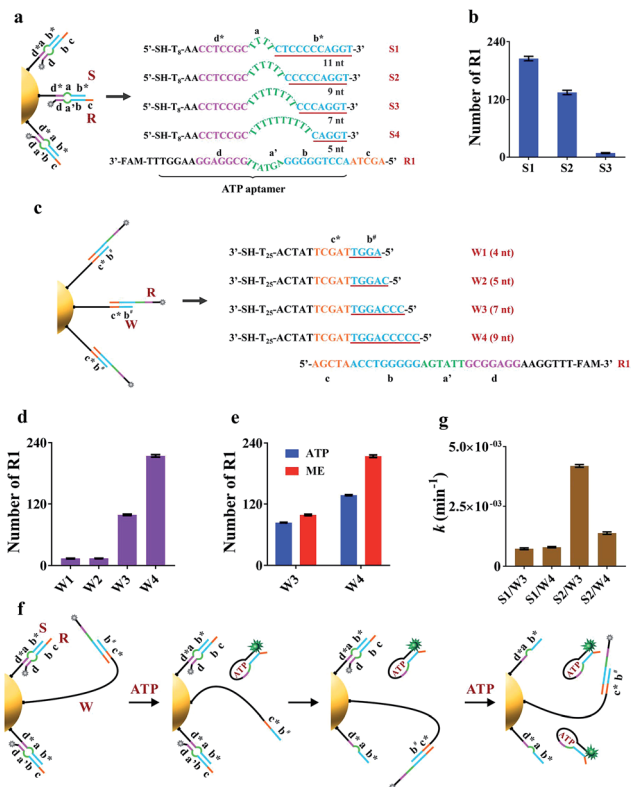 a
d* a b*
b c
d
S
d* a b*
d a' b c
R
d* a b*
d a' b c
d* a b*
5'-SH-T8-AACCTCCGC TTT CTCCCCCAGGT-3' S1
11 nt
5'-SH-T8-AACCTCCGC CCCCCAGGT-3' S2
9 nt
5'-SH-T8-AACCTCCGC CCCAGGT-3' S3
7 nt
5'-SH-T8-AACCTCCGC CAGGT-3' S4
5 nt
d a' b c
3'-FAM-TTTGGAAGGAGGCGTTATGAGGGGGTCCAATCGA-5' R1
ATP aptamer
b
Number of R1
240
120
0
S1 S2 S3
c
c* b#
R
c* b#
W
c* b#
c* b#
3'-SH-T25-ACTATTCGATTGGA-5' W1 (4 nt)
3'-SH-T25-ACTATTCGATTGGAC-5' W2 (5 nt)
3'-SH-T25-ACTATTCGATTGGACCC-5' W3 (7 nt)
3'-SH-T25-ACTATTCGATTGGACCCCC-5' W4 (9 nt)
5'-AGCTAACCTGGGGGAGTATTGCGGAGGAAGGTTT-FAM-3' R1
c b a' d
d
Number of R1
240
120
0
W1 W2 W3 W4
e
Number of R1
240
120
0
ATP
ME
W3 W4
g
k (min-1)
5.0×10-03
2.5×10-03
0
S1/W3 S1/W4 S2/W3 S2/W4
f
S
d* a b*
R
b c
d
b#
c*
W
d* a b*
d a' b c
ATP
d* a b*
b c
d
ATP
c* b#
d* a b*
d a' b c
d* a b*
b c
d
ATP
b# c*
d* a b*
ATP
d* a b*
ATP
c* b#
d* a b*
ATP